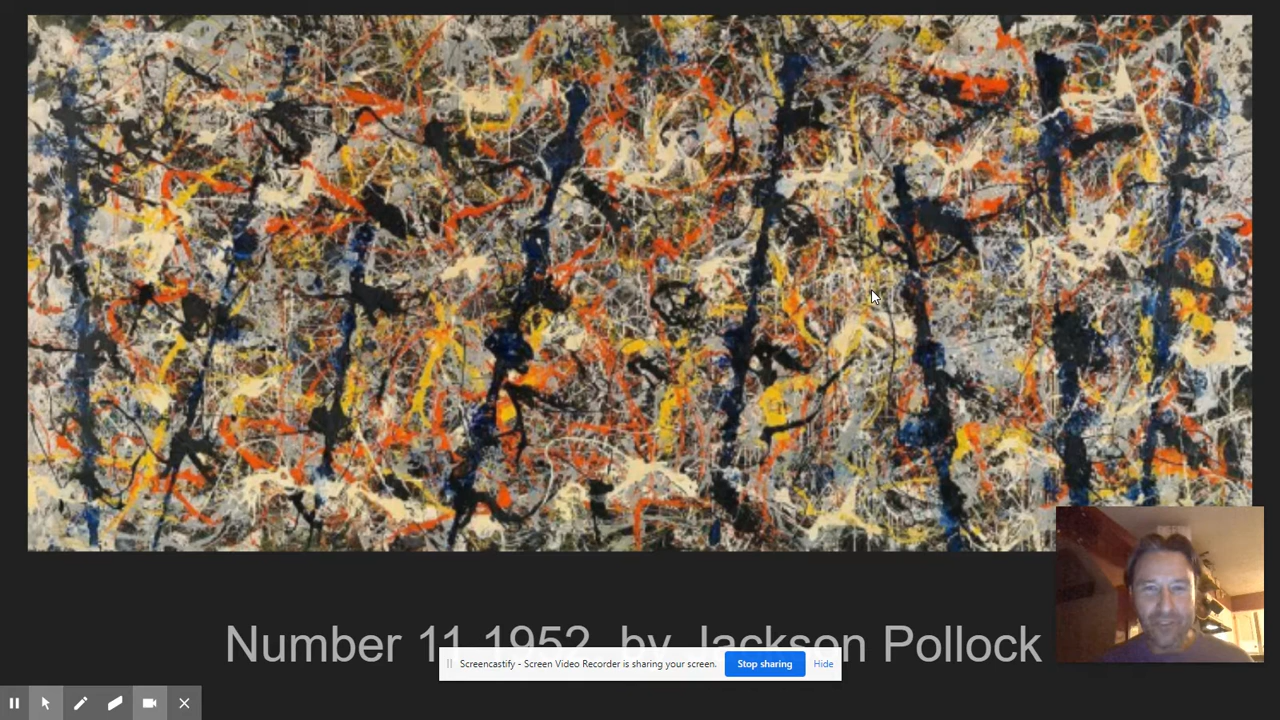 Number 11 1952, by Jackson Pollock
Screencastify - Screen Video Recorder is sharing your screen.
Stop sharing
Hide